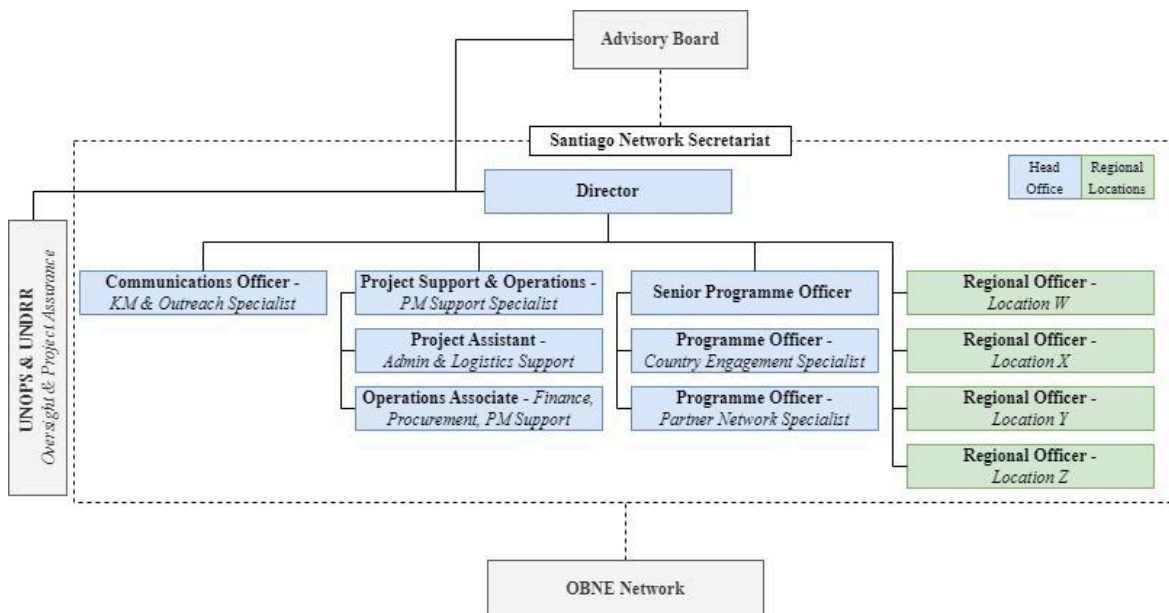 Advisory Board
Santiago Network Secretariat
Head
Office
Regional
Locations
Director
UNOPS & UNDRR
Oversight & Project Assurance
Communications Officer -
KM & Outreach Specialist
Project Support & Operations -
PM Support Specialist
Project Assistant -
Admin & Logistics Support
Operations Associate - Finance,
Procurement, PM Support
Senior Programme Officer
Programme Officer -
Country Engagement Specialist
Programme Officer -
Partner Network Specialist
Regional Officer -
Location W
Regional Officer -
Location X
Regional Officer -
Location Y
Regional Officer -
Location Z
OBNE Network